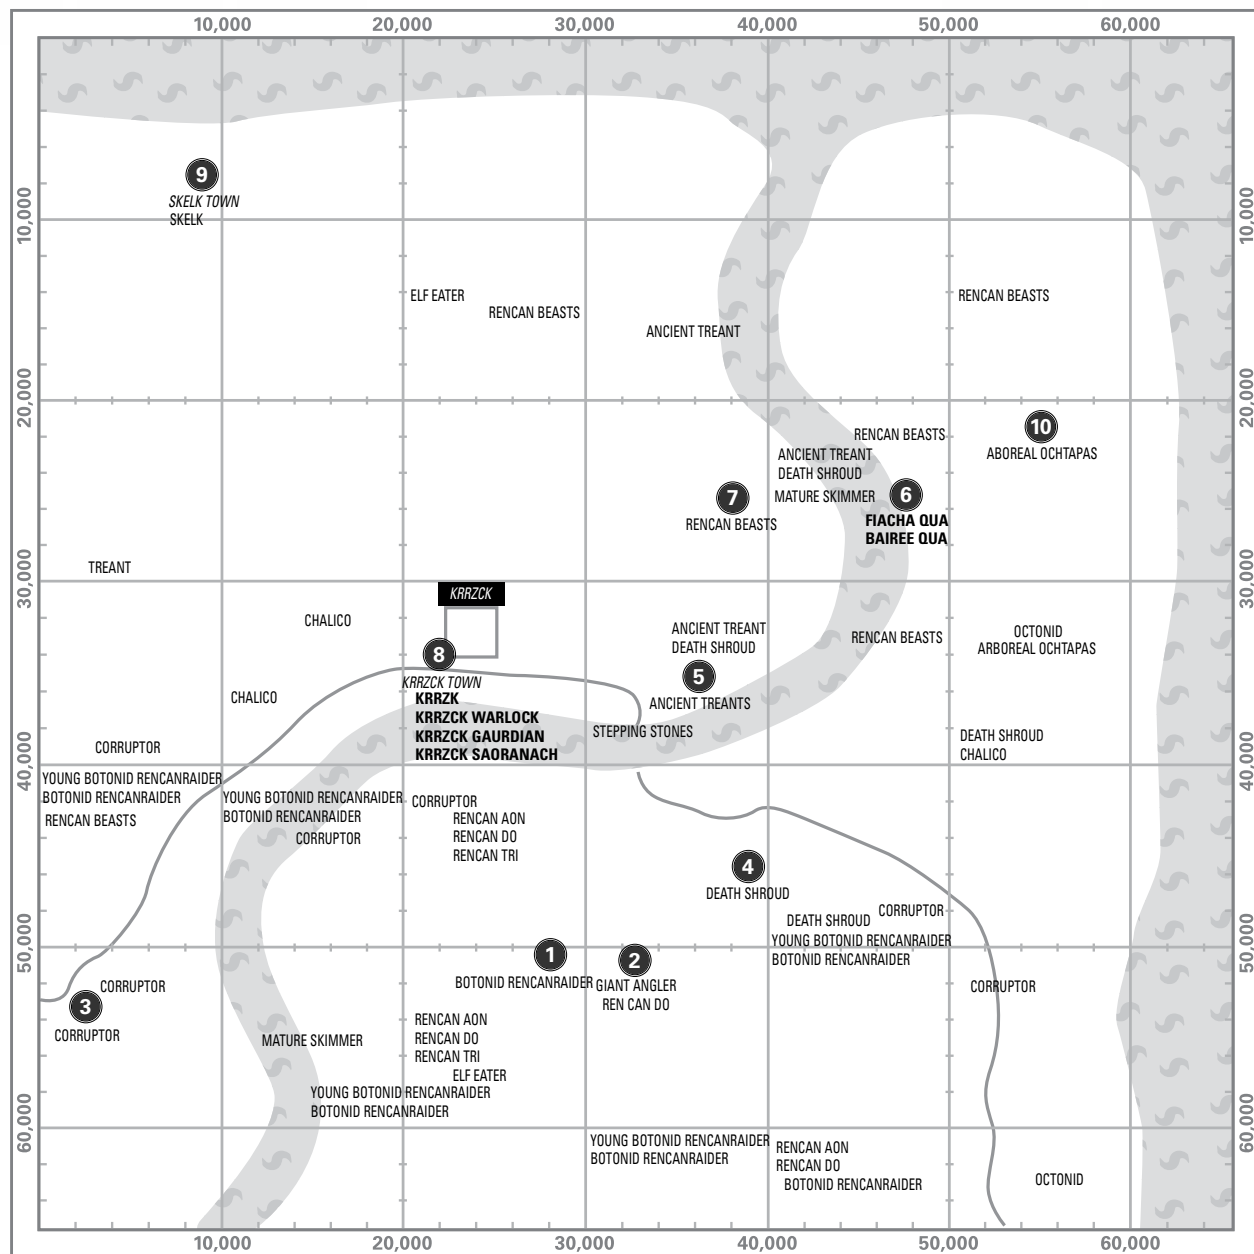 10,000 20,000 30,000 40,000 50,000 60,000
9
SKELK TOWN
SKELK
10,000
10,000
ELF EATER
RENCAN BEASTS
RENCAN BEASTS
ANCIENT TREANT
20,000
20,000
10
ABOREAL OCHTAPAS
RENCAN BEASTS
ANCIENT TREANT
DEATH SHROUD
MATURE SKIMMER
6
FIACHA QUA
BAIREE QUA
7
RENCAN BEASTS
TREANT
30,000
30,000
KRRZCK
CHALICO
ANCIENT TREANT
DEATH SHROUD
RENCAN BEASTS
OCTONID
ARBOREAL OCHTAPAS
8
KRRZCK TOWN
KRRZK
KRRZCK WARLOCK
KRRZCK GAURDIAN
KRRZCK SAORANACH
5
ANCIENT TREANTS
CHALICO
STEPPING STONES
DEATH SHROUD
CHALICO
CORRUPTOR
40,000
40,000
YOUNG BOTONID RENCANRAIDER
BOTONID RENCANRAIDER
RENCAN BEASTS
YOUNG BOTONID RENCANRAIDER
BOTONID RENCANRAIDER
CORRUPTOR
CORRUPTOR
RENCAN AON
RENCAN DO
RENCAN TRI
4
DEATH SHROUD
CORRUPTOR
DEATH SHROUD
YOUNG BOTONID RENCANRAIDER
BOTONID RENCANRAIDER
50,000
50,000
1
BOTONID RENCANRAIDER
2
GIANT ANGLER
REN CAN DO
CORRUPTOR
CORRUPTOR
3
CORRUPTOR
MATURE SKIMMER
RENCAN AON
RENCAN DO
RENCAN TRI
ELF EATER
YOUNG BOTONID RENCANRAIDER
BOTONID RENCANRAIDER
60,000
60,000
YOUNG BOTONID RENCANRAIDER
BOTONID RENCANRAIDER
RENCAN AON
RENCAN DO
BOTONID RENCANRAIDER
OCTONID
10,000 20,000 30,000 40,000 50,000 60,000